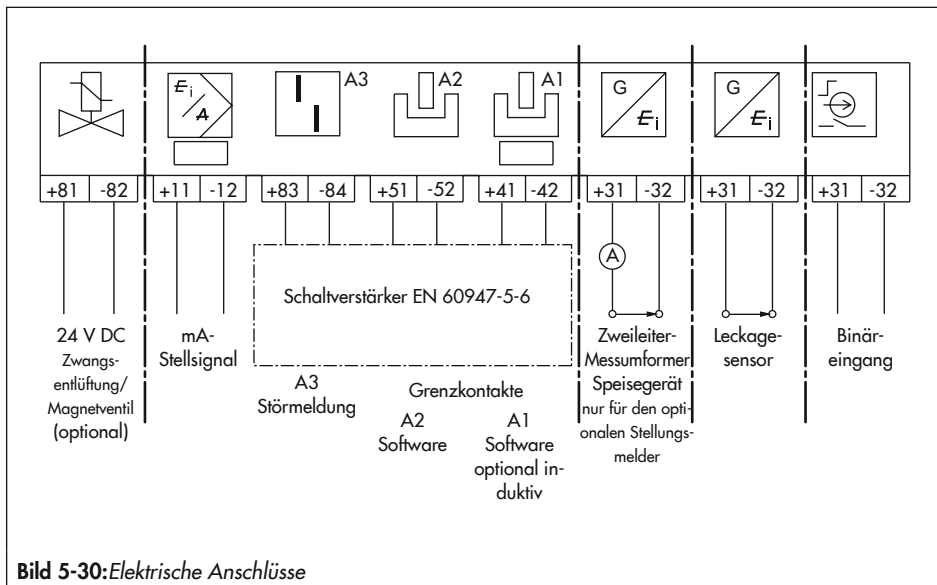 A3
A2
A1
E i / A
G
E i
G
E i
+81 -82 +11 -12 +83 -84 +51 -52 +41 -42 +31 -32 +31 -32 +31 -32
A
Schaltverstärker EN 60947-5-6
24 V DC
Zwangs-
entlüftung/
Magnetventil
(optional)
mA-
Stellsignal
A3
Störmeldung
Grenzkontakte
A2
Software
A1
Software
optional in-
duktiv
Zweileiter-
Messumformer
Speisegerät
nur für den opti-
onalen Stellungs-
melder
Leckage-
sensor
Binär-
eingang
Bild 5-30:Elektrische Anschlüsse